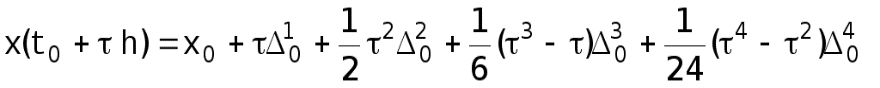 x(t₀ + τ h) = x₀ + τΔ₀¹ + 1/2 τ²Δ₀² + 1/6 (τ³ - τ)Δ₀³ + 1/24 (τ⁴ - τ²)Δ₀⁴